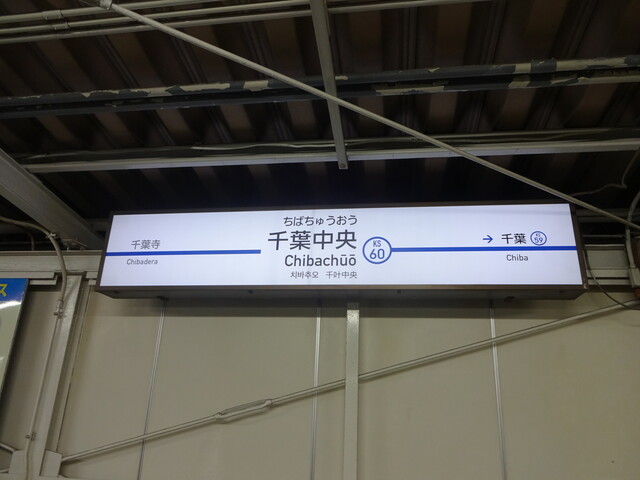 ちばちゅうおう
千葉寺
Chibadera
千葉中央
Chibachūō
치바추오 千叶中央
KS
60
→ 千葉
KS
59
Chiba
ス